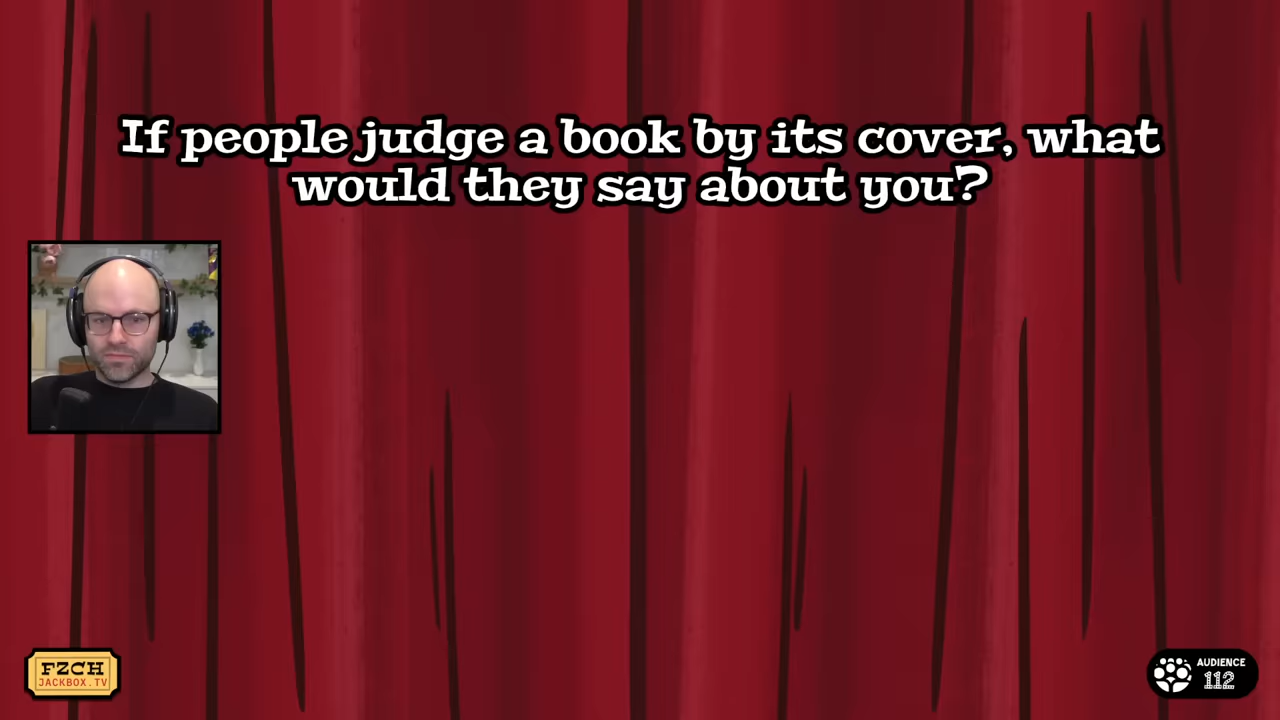 If people judge a book by its cover, what
would they say about you?
FZCH
JACKBOX.TV
AUDIENCE
112